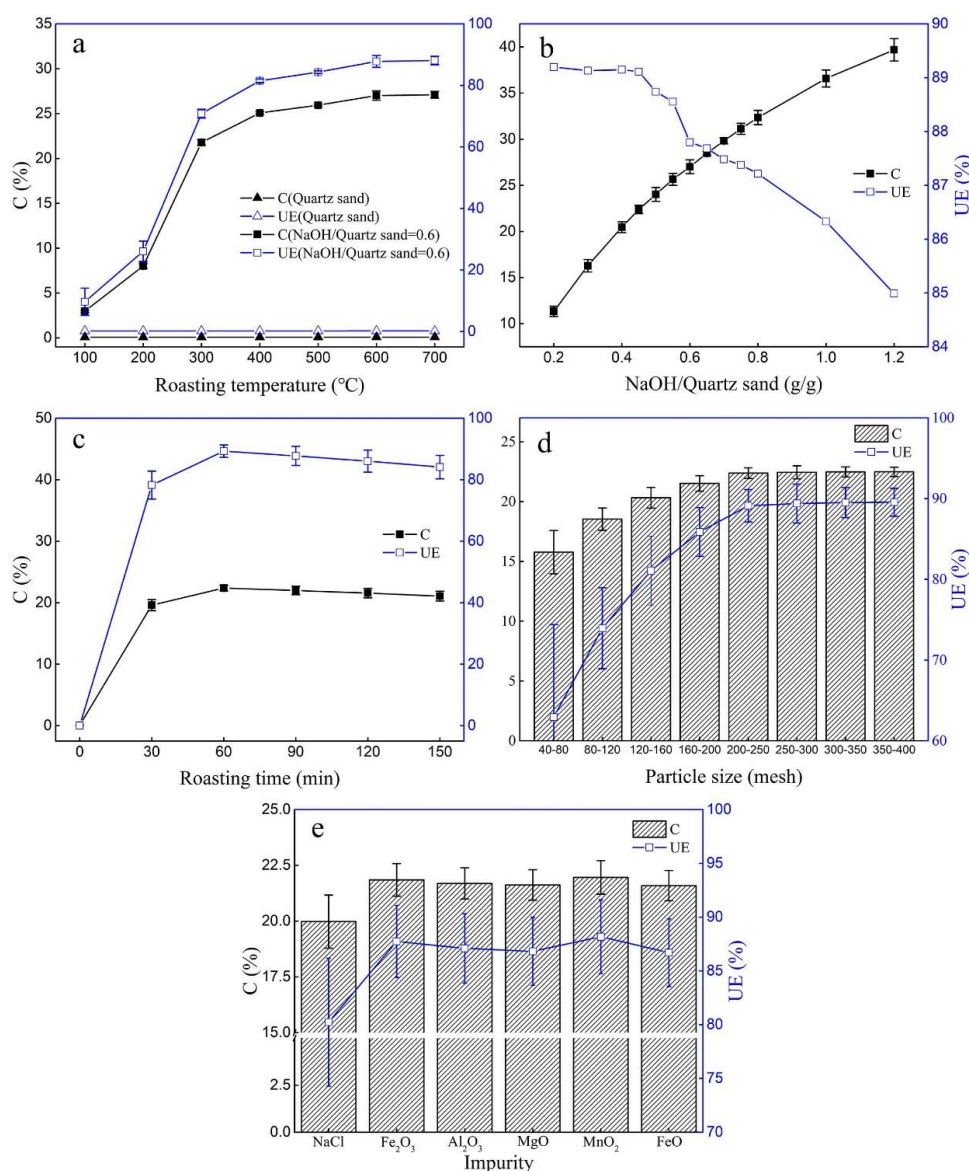 a
35
30
25
20
15
10
5
0
C (%)
100
80
60
40
20
0
C(Quartz sand)
UE(Quartz sand)
C(NaOH/Quartz sand=0.6)
UE(NaOH/Quartz sand=0.6)
100 200 300 400 500 600 700
Roasting temperature (°C)
b
40
35
30
25
20
15
10
90
89
88
87
86
85
84
UE (%)
C
UE
0.2 0.4 0.6 0.8 1.0 1.2
NaOH/Quartz sand (g/g)
c
50
40
30
20
10
0
C (%)
100
80
60
40
20
0
C
UE
0 30 60 90 120 150
Roasting time (min)
d
25
20
15
10
5
0
100
90
80
70
60
UE (%)
C
UE
40-80 80-120 120-160 160-200 200-250 250-300 300-350 350-400
Particle size (mesh)
e
25.0
22.5
20.0
17.5
15.0
2.5
0.0
C (%)
100
95
90
85
80
75
70
UE (%)
C
UE
NaCl Fe₂O₃ Al₂O₃ MgO MnO₂ FeO
Impurity